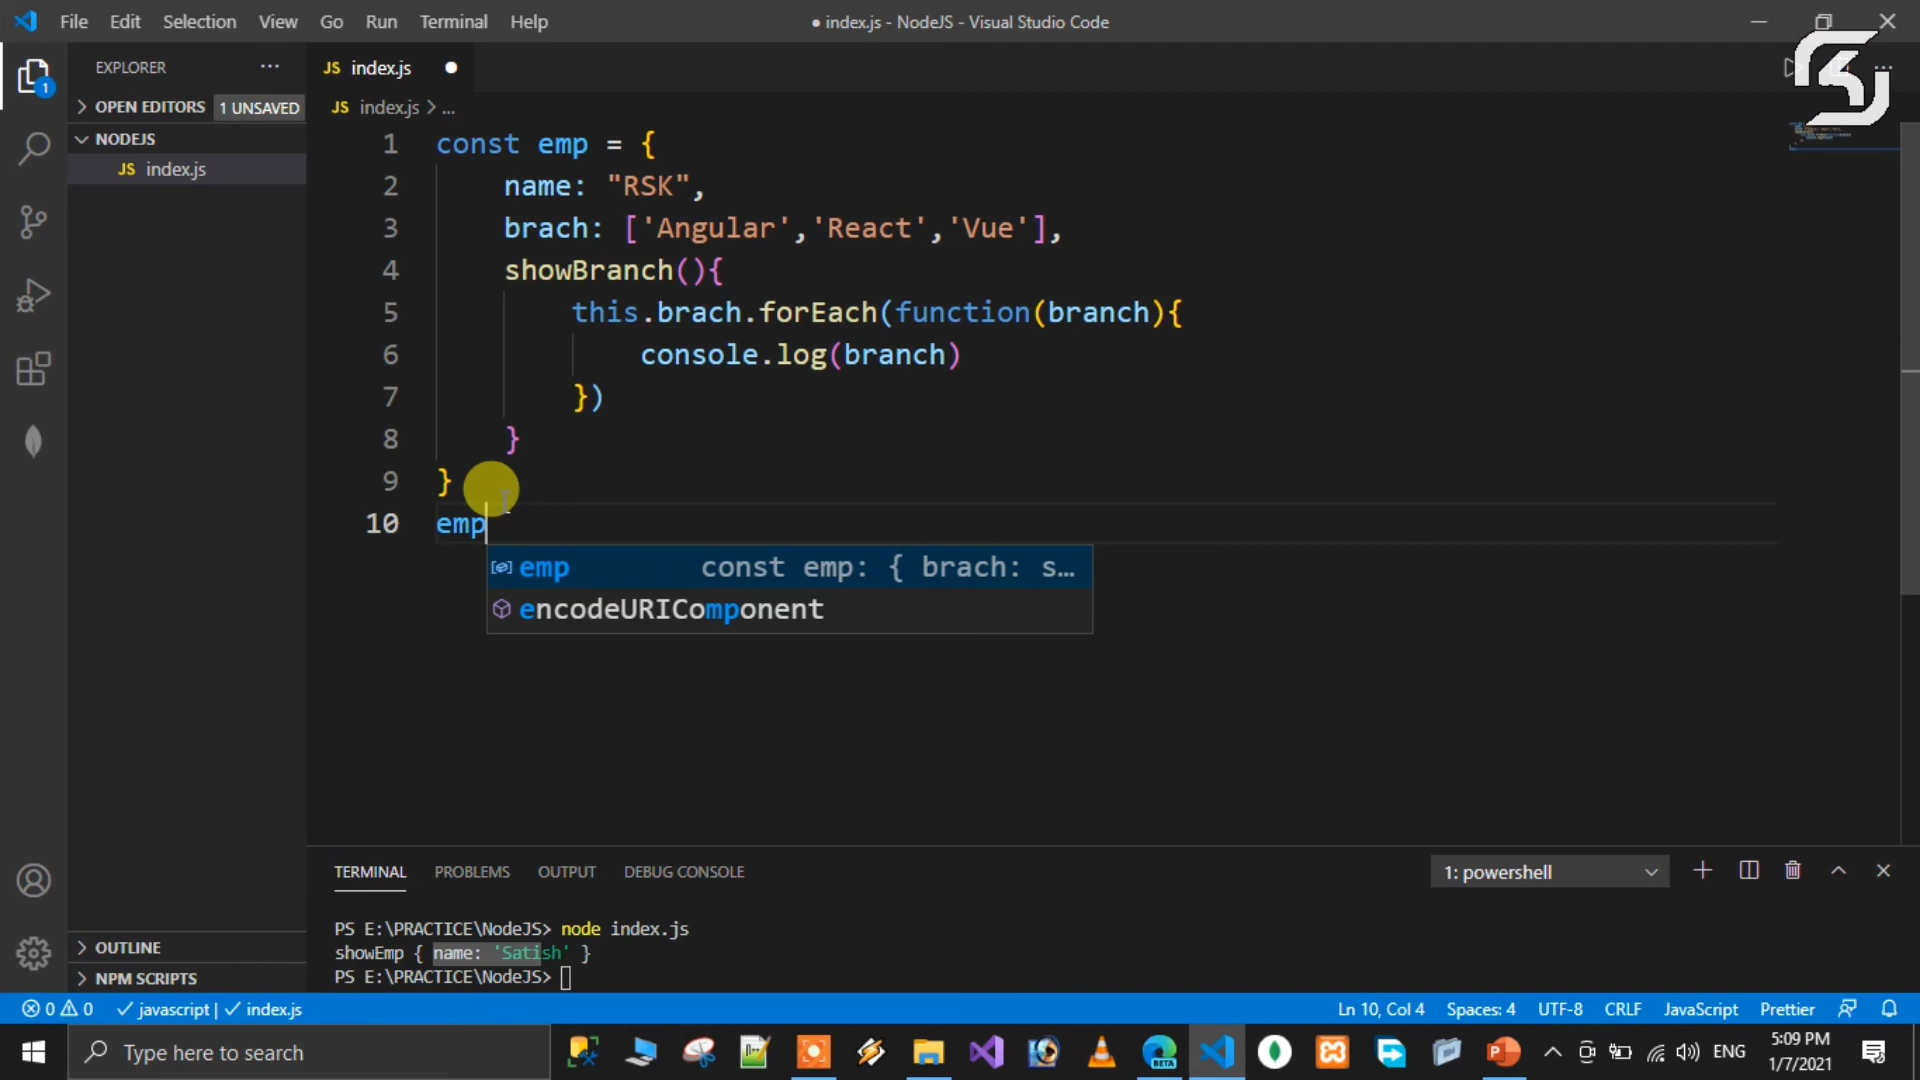 File Edit Selection View Go Run Terminal Help ● index.js - NodeJS - Visual Studio Code
EXPLORER ... JS index.js ●
1
OPEN EDITORS 1 UNSAVED JS index.js > ...
NODEJS
JS index.js
1 const emp = {
2 name: "RSK",
3 brach: ['Angular','React','Vue'],
4 showBranch(){
5 this.brach.forEach(function(branch){
6 console.log(branch)
7 })
8 }
9 }
10 emp
emp const emp: { brach: s...
encodeURIComponent
TERMINAL PROBLEMS OUTPUT DEBUG CONSOLE 1: powershell
PS E:\PRACTICE\NodeJS> node index.js
showEmp { name: 'Satish' }
PS E:\PRACTICE\NodeJS>
OUTLINE
NPM SCRIPTS
0 0 javascript | index.js Ln 10, Col 4 Spaces: 4 UTF-8 CRLF JavaScript Prettier
Type here to search BETA ENG 5:09 PM
1/7/2021